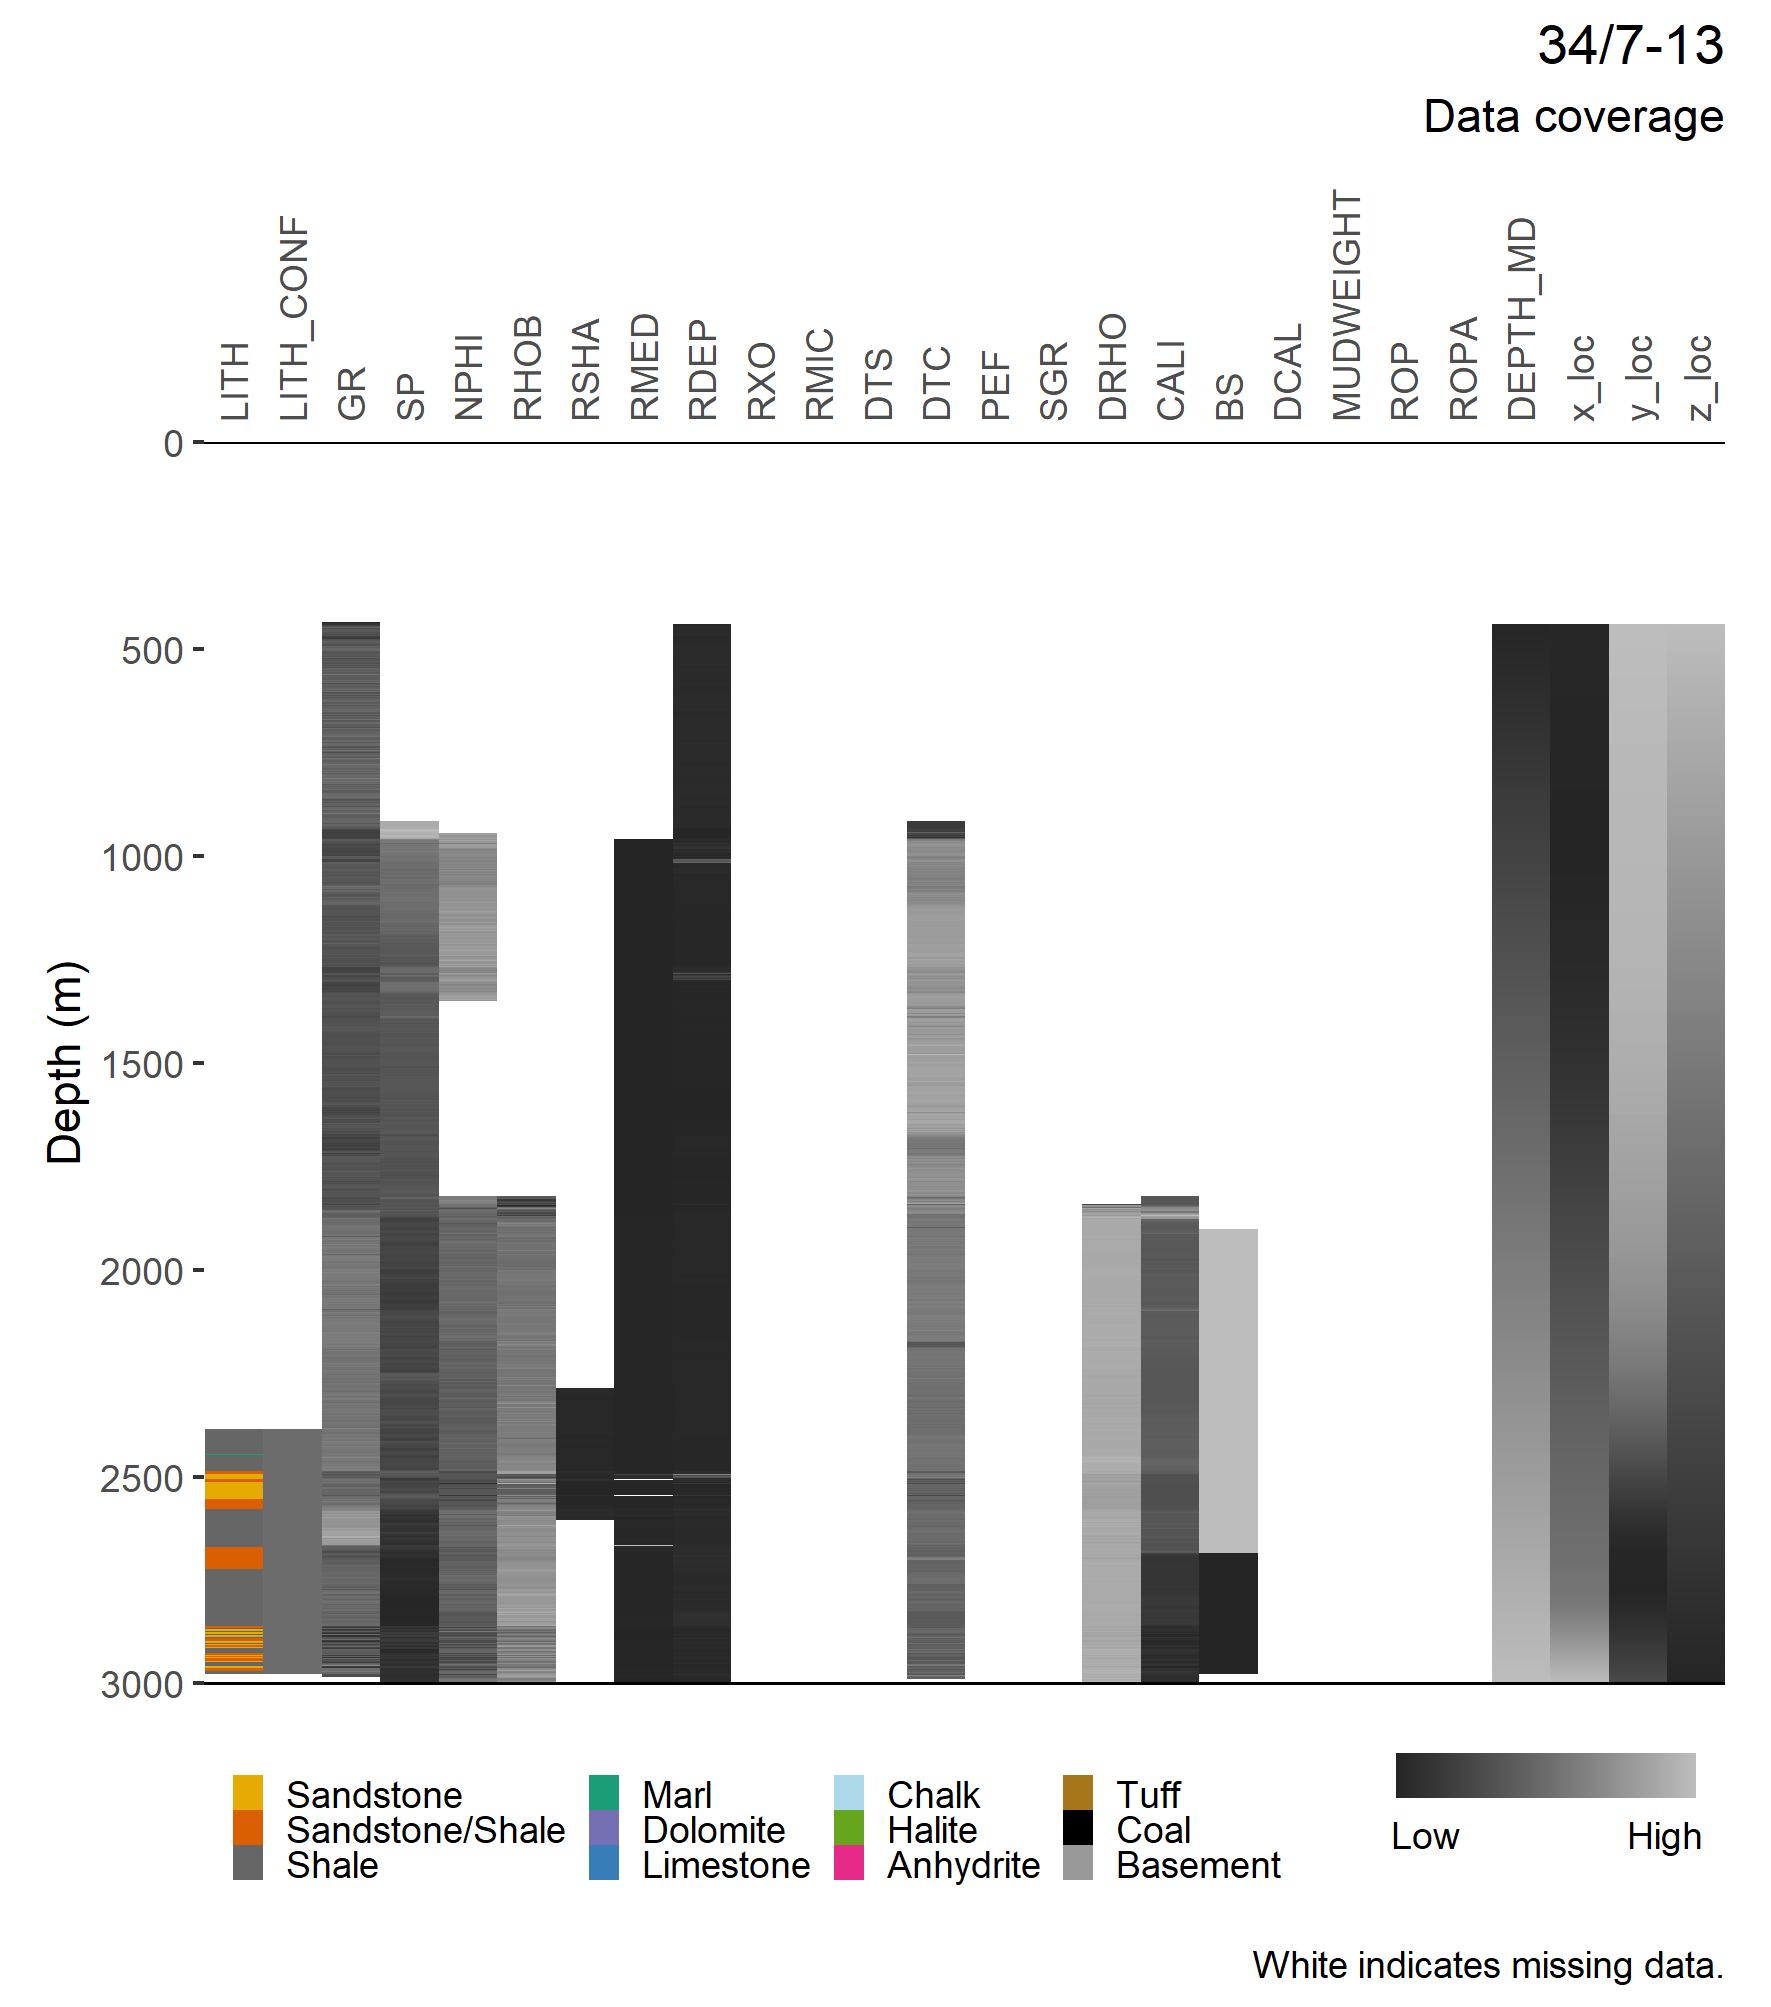 34/7-13
Data coverage
LITH
LITH_CONF
GR
SP
NPHI
RHOB
RSHA
RMED
RDEP
RXO
RMIC
DTS
DTC
PEF
SGR
DRHO
CALI
BS
DCAL
MUDWEIGHT
ROP
ROPA
DEPTH_MD
x_loc
y_loc
z_loc
0
500
1000
1500
2000
2500
3000
Depth (m)
Sandstone
Sandstone/Shale
Shale
Marl
Dolomite
Limestone
Chalk
Halite
Anhydrite
Tuff
Coal
Basement
Low High
White indicates missing data.